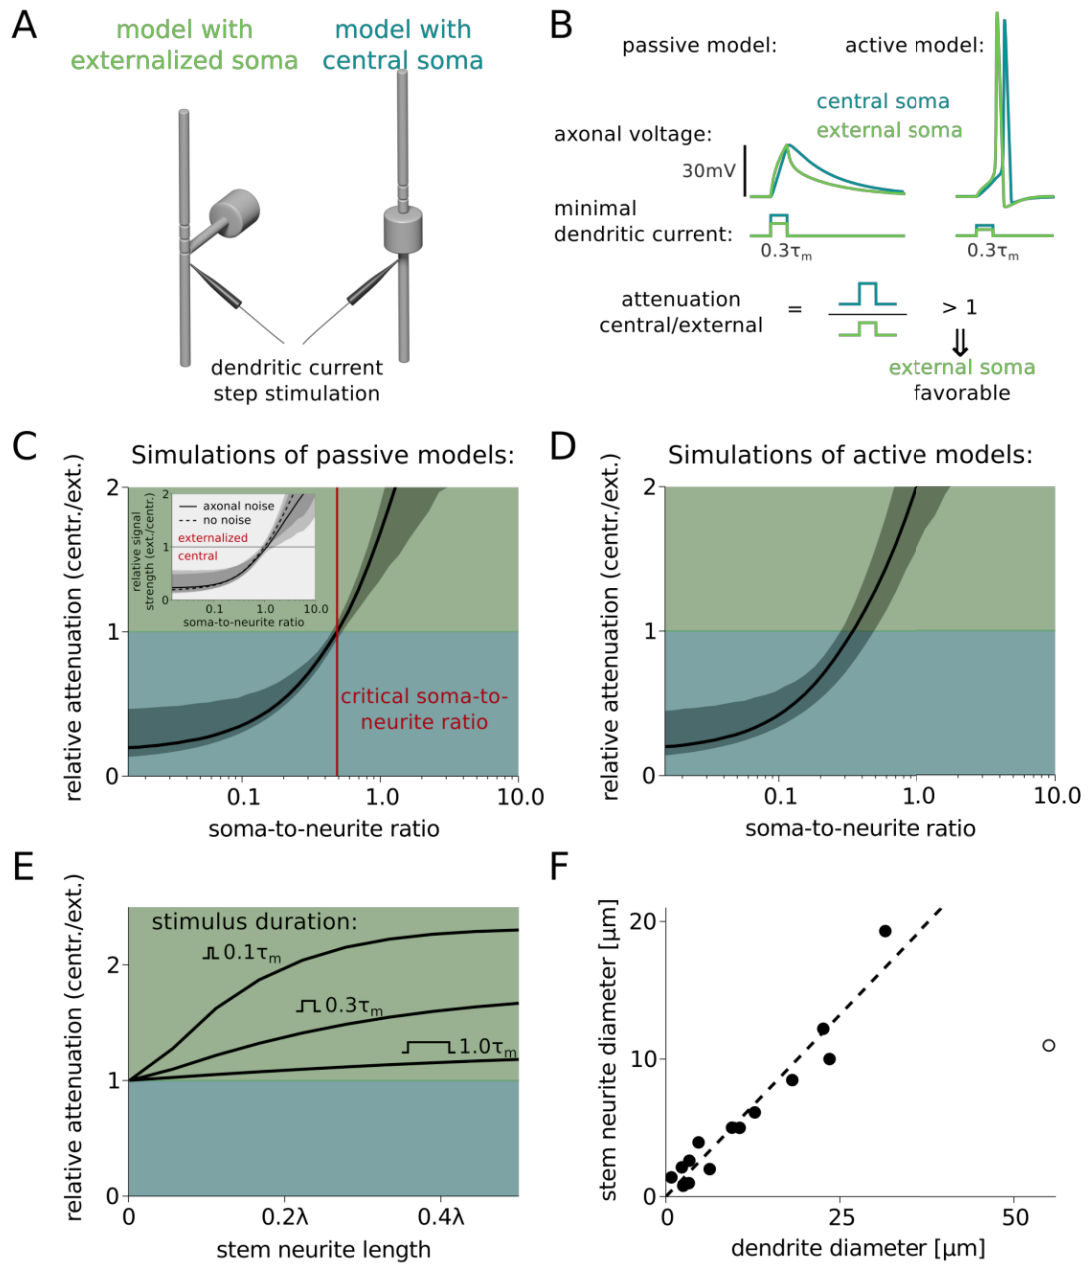 A
model with
externalized soma
model with
central soma
dendritic current
step stimulation
B
passive model:
active model:
central soma
external soma
axonal voltage:
30mV
minimal
dendritic current:
0.3τm
0.3τm
attenuation
central/external
=
> 1
⇓
external soma
favorable
C
Simulations of passive models:
relative attenuation (centr./ext.)
2
1
0
0.1
1.0
10.0
soma-to-neurite ratio
critical soma-to-
neurite ratio
relative signal
strength (ext./centr.)
2
1
0
axonal noise
no noise
externalized
central
0.1
1.0
10.0
soma-to-neurite ratio
D
Simulations of active models:
relative attenuation (centr./ext.)
2
1
0
0.1
1.0
10.0
soma-to-neurite ratio
E
relative attenuation (centr./ext.)
stimulus duration:
0.1τm
0.3τm
1.0τm
2
1
0
0
0.2λ
0.4λ
stem neurite length
F
stem neurite diameter [μm]
20
10
0
0
25
50
dendrite diameter [μm]